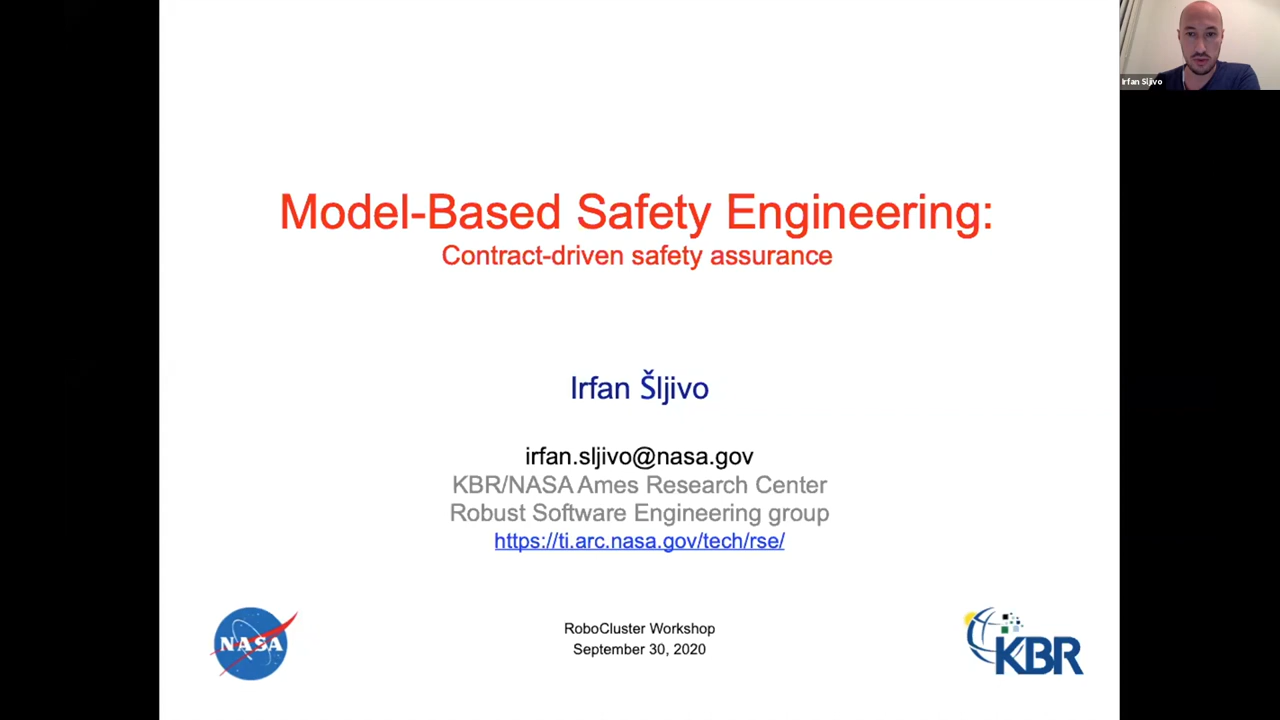 Irfan Sljivo
Model-Based Safety Engineering:
Contract-driven safety assurance
Irfan Šljivo
irfan.sljivo@nasa.gov
KBR/NASA Ames Research Center
Robust Software Engineering group
https://ti.arc.nasa.gov/tech/rse/
NASA
RoboCluster Workshop
September 30, 2020
KBR